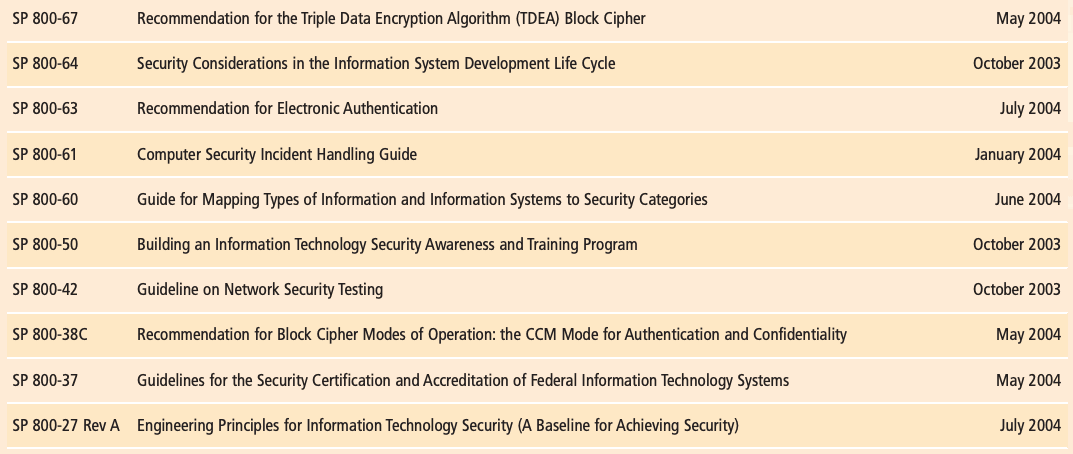 SP 800-67 Recommendation for the Triple Data Encryption Algorithm (TDEA) Block Cipher May 2004
SP 800-64 Security Considerations in the Information System Development Life Cycle October 2003
SP 800-63 Recommendation for Electronic Authentication July 2004
SP 800-61 Computer Security Incident Handling Guide January 2004
SP 800-60 Guide for Mapping Types of Information and Information Systems to Security Categories June 2004
SP 800-50 Building an Information Technology Security Awareness and Training Program October 2003
SP 800-42 Guideline on Network Security Testing October 2003
SP 800-38C Recommendation for Block Cipher Modes of Operation: the CCM Mode for Authentication and Confidentiality May 2004
SP 800-37 Guidelines for the Security Certification and Accreditation of Federal Information Technology Systems May 2004
SP 800-27 Rev A Engineering Principles for Information Technology Security (A Baseline for Achieving Security) July 2004